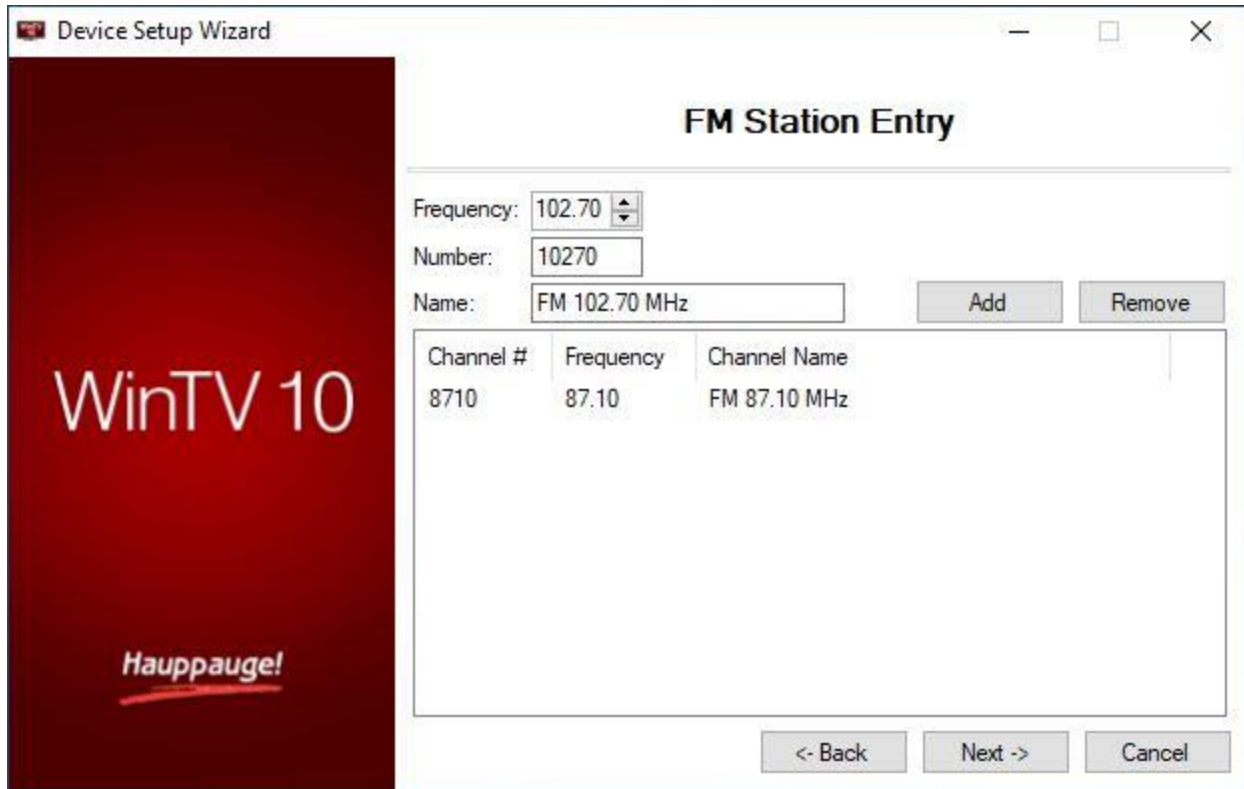 Device Setup Wizard
FM Station Entry
Frequency: 102.70
Number: 10270
Name: FM 102.70 MHz Add Remove
Channel # Frequency Channel Name
8710 87.10 FM 87.10 MHz
WinTV 10
Hauppauge!
<- Back Next -> Cancel